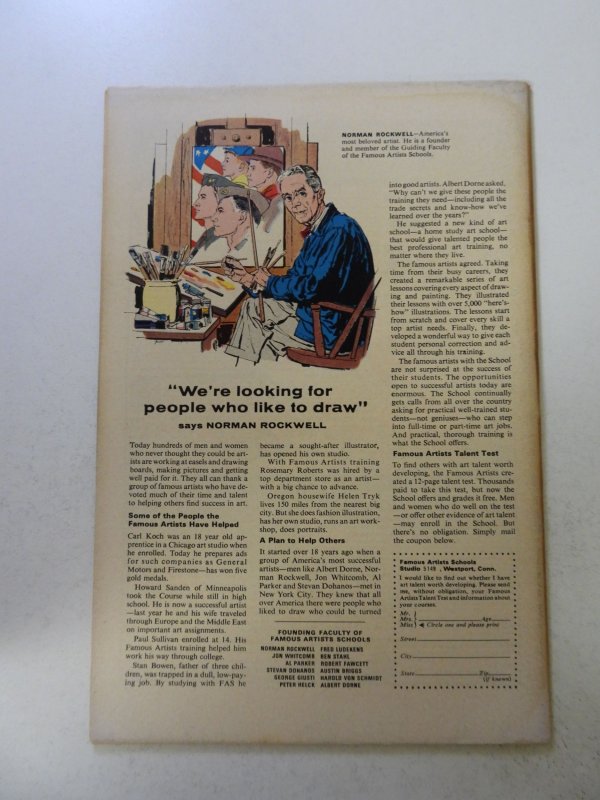 NORMAN ROCKWELL—America's
most beloved artist. He is a founder
and member of the Guiding Faculty
of the Famous Artists Schools.
"We're looking for
people who like to draw"
says NORMAN ROCKWELL
Today hundreds of men and women
who never thought they could be art-
ists are working at easels and drawing
boards, making pictures and getting
well paid for it. They all can thank a
group of famous artists who have de-
voted much of their time and talent
to helping others find success in art.
Some of the People the
Famous Artists Have Helped
Carl Koch was an 18 year old ap-
prentice in a Chicago art studio when
he enrolled. Today he prepares ads
for such companies as General
Motors and Firestone—has won five
gold medals.
Howard Sanden of Minneapolis
took the Course while still in high
school. He is now a successful artist
—last year he and his wife traveled
through Europe and the Middle East
on important art assignments.
Paul Sullivan enrolled at 14. His
Famous Artists training helped him
work his way through college.
Stan Bowen, father of three chil-
dren, was trapped in a dull, low-pay-
ing job. By studying with FAS he
became a sought-after illustrator,
has opened his own studio.
With Famous Artists training
Rosemary Roberts was hired by a
top department store as an artist—
with a big chance to advance.
Oregon housewife Helen Tryk
lives 150 miles from the nearest big
city. But she does fashion illustration,
has her own studio, runs an art work-
shop, does portraits.
A Plan to Help Others
It started over 18 years ago when a
group of America's most successful
artists—men like Albert Dorne, Nor-
man Rockwell, Jon Whitcomb, Al
Parker and Stevan Dohanos—met in
New York City. They knew that all
over America there were people who
liked to draw who could be turned
FOUNDING FACULTY OF
FAMOUS ARTISTS SCHOOLS
NORMAN ROCKWELL FRED LUDEKENS
JON WHITCOMB BEN STAHL
AL PARKER ROBERT FAWCETT
STEVAN DOHANOS AUSTIN BRIGGS
GEORGE GIUSTI HAROLD VON SCHMIDT
PETER HELCK ALBERT DORNE
into good artists. Albert Dorne asked,
"Why can't we give these people the
training they need—including all the
trade secrets and know-how we've
learned over the years?"
He suggested a new kind of art
school—a home study art school—
that would give talented people the
best professional art training, no
matter where they live.
The famous artists agreed. Taking
time from their busy careers, they
created a remarkable series of art
lessons covering every aspect of draw-
ing and painting. They illustrated
their lessons with over 5,000 "here's-
how" illustrations. The lessons start
from scratch and cover every skill a
top artist needs. Finally, they de-
veloped a wonderful way to give each
student personal correction and ad-
vice all through his training.
The famous artists with the School
are not surprised at the success of
their students. The opportunities
open to successful artists today are
enormous. The School continually
gets calls from all over the country
asking for practical well-trained stu-
dents—not geniuses—who can step
into full-time or part-time art jobs.
And practical, thorough training is
what the School offers.
Famous Artists Talent Test
To find others with art talent worth
developing, the Famous Artists cre-
ated a 12-page talent test. Thousands
paid to take this test, but now the
School offers and grades it free. Men
and women who do well on the test
—or offer other evidence of art talent
—may enroll in the School. But
there's no obligation. Simply mail
the coupon below.
Famous Artists Schools
Studio 5148 , Westport, Conn.
I would like to find out whether I have
art talent worth developing. Please send
me, without obligation, your Famous
Artists Talent Test and information about
your courses.
Mr.
Mrs. Age
Miss ◄ Circle one and please print
Street
City
State Zip
(if known)